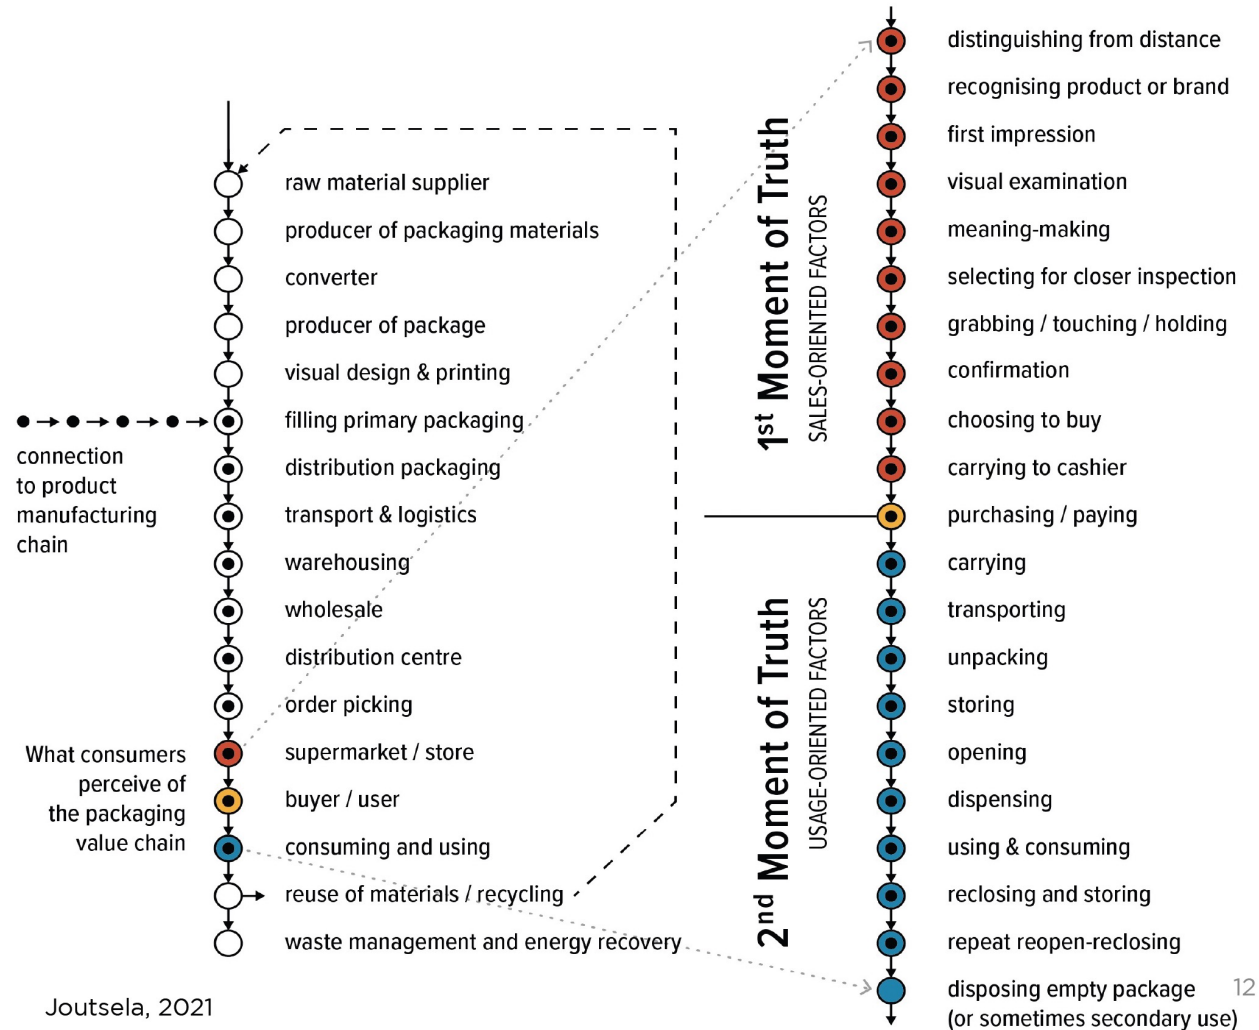 raw material supplier
producer of packaging materials
converter
producer of package
visual design & printing
filling primary packaging
distribution packaging
transport & logistics
warehousing
wholesale
distribution centre
order picking
supermarket / store
buyer / user
consuming and using
reuse of materials / recycling
waste management and energy recovery
connection
to product
manufacturing
chain
What consumers
perceive of
the packaging
value chain
1st Moment of Truth
SALES-ORIENTED FACTORS
2nd Moment of Truth
USAGE-ORIENTED FACTORS
distinguishing from distance
recognising product or brand
first impression
visual examination
meaning-making
selecting for closer inspection
grabbing / touching / holding
confirmation
choosing to buy
carrying to cashier
purchasing / paying
carrying
transporting
unpacking
storing
opening
dispensing
using & consuming
reclosing and storing
repeat reopen-reclosing
disposing empty package
(or sometimes secondary use)
12
Joutsela, 2021